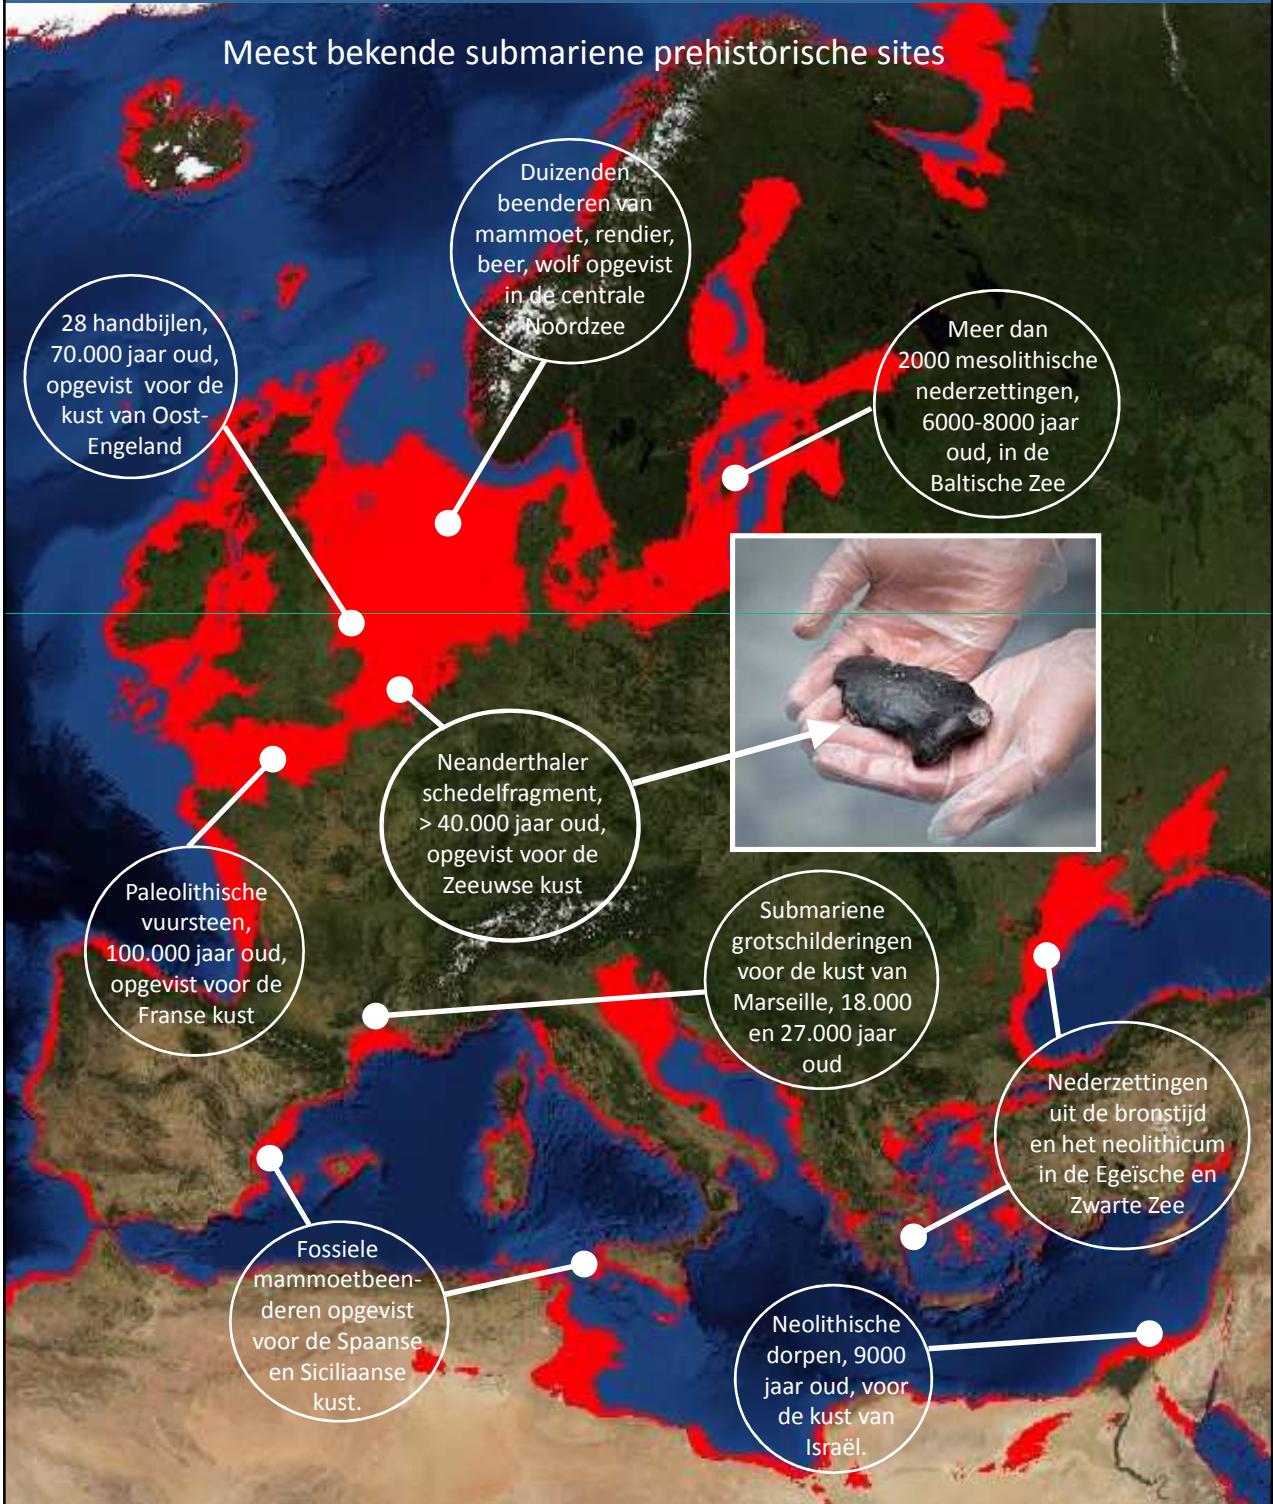 Meest bekende submariene prehistorische sites
Duizenden
beenderen van
mammoet, rendier,
beer, wolf opgevist
in de centrale
Noordzee
28 handbijlen,
70.000 jaar oud,
opgevist voor de
kust van Oost-
Engeland
Meer dan
2000 mesolithische
nederzettingen,
6000-8000 jaar
oud, in de
Baltische Zee
Neanderthaler
schedelfragment,
> 40.000 jaar oud,
opgevist voor de
Zeeuwse kust
Paleolithische
vuursteen,
100.000 jaar oud,
opgevist voor de
Franse kust
Submariene
grotschilderingen
voor de kust van
Marseille, 18.000
en 27.000 jaar
oud
Nederzettingen
uit de bronstijd
en het neolithicum
in de Egeïsche en
Zwarte Zee
Fossiele
mammoetbeen-
deren opgevist
voor de Spaanse
en Siciliaanse
kust.
Neolithische
dorpen, 9000
jaar oud, voor
de kust van
Israël.